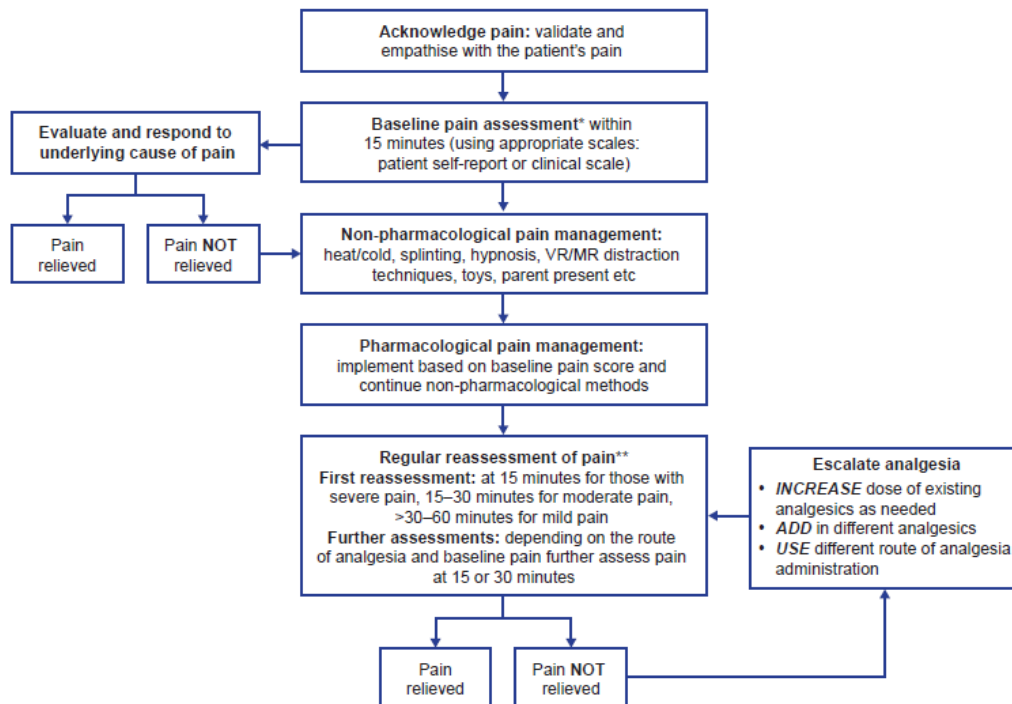 Acknowledge pain: validate and
empathise with the patient's pain
Evaluate and respond to
underlying cause of pain
Baseline pain assessment* within
15 minutes (using appropriate scales:
patient self-report or clinical scale)
Pain
relieved
Pain NOT
relieved
Non-pharmacological pain management:
heat/cold, splinting, hypnosis, VR/MR distraction
techniques, toys, parent present etc
Pharmacological pain management:
implement based on baseline pain score and
continue non-pharmacological methods
Regular reassessment of pain**
First reassessment: at 15 minutes for those with
severe pain, 15–30 minutes for moderate pain,
>30–60 minutes for mild pain
Further assessments: depending on the route
of analgesia and baseline pain further assess pain
at 15 or 30 minutes
Escalate analgesia
• INCREASE dose of existing
analgesics as needed
• ADD in different analgesics
• USE different route of analgesia
administration
Pain
relieved
Pain NOT
relieved